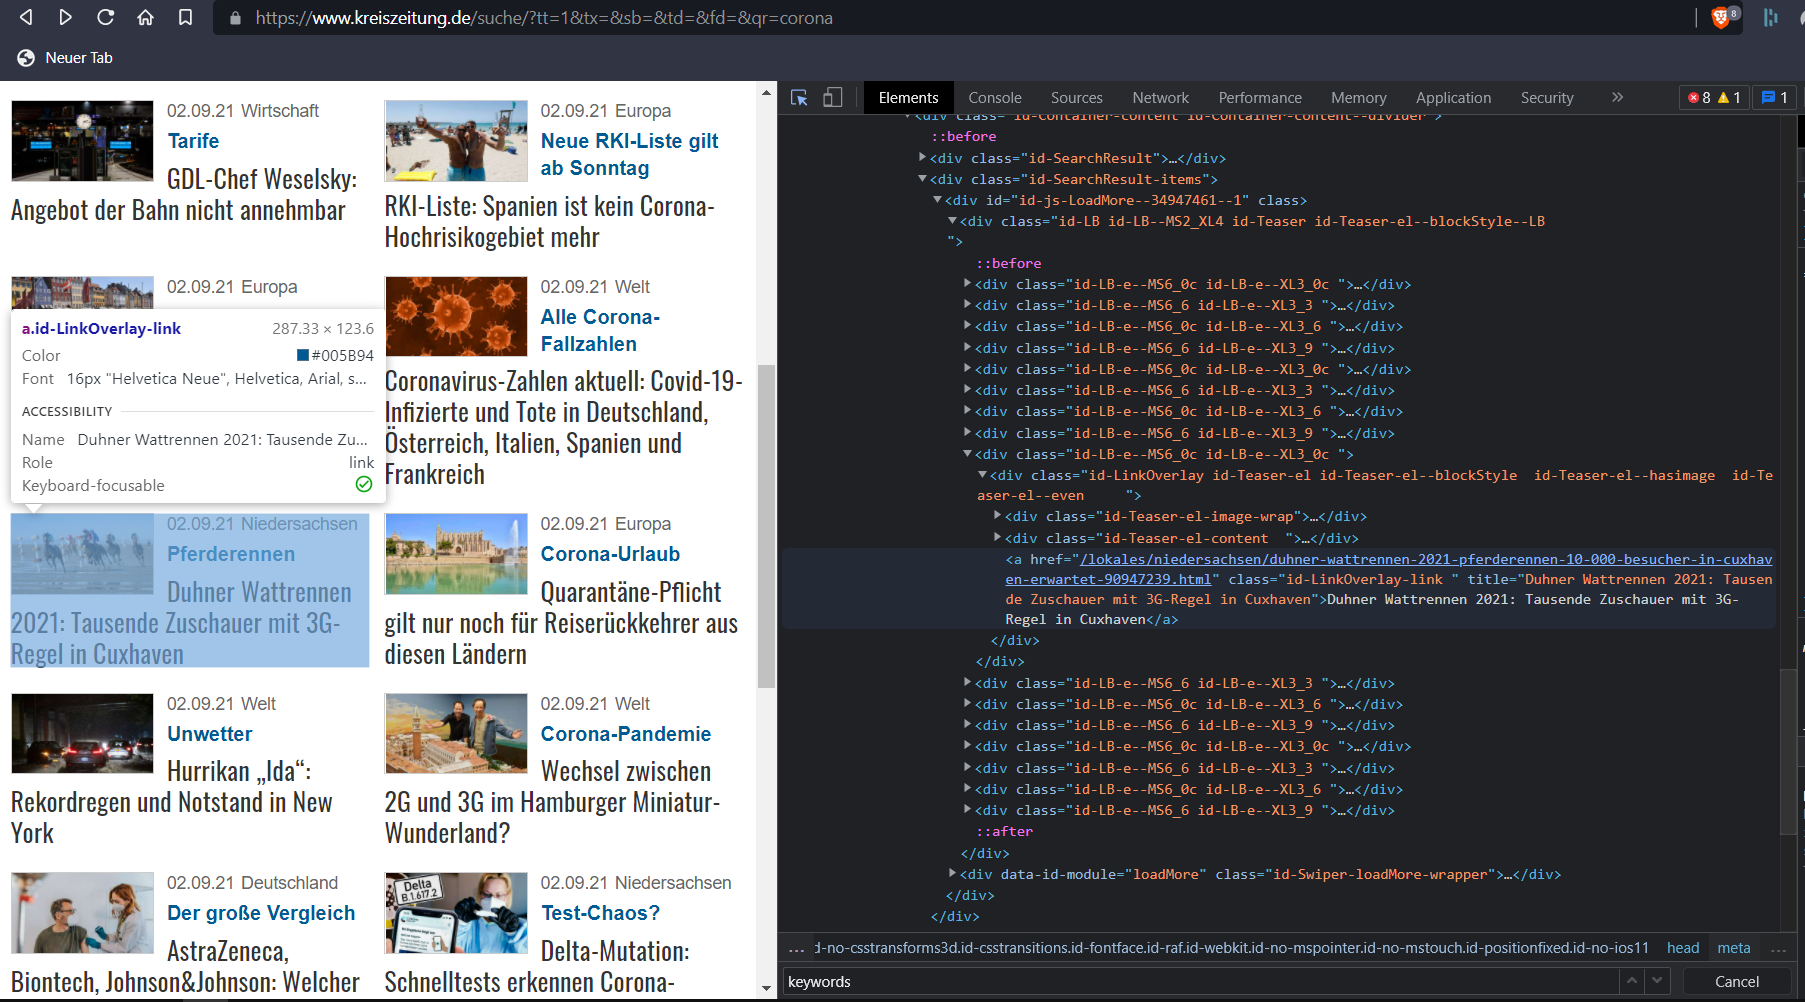 https://www.kreiszeitung.de/suche/?tt=1&tx=&sb=&td=&fd=&qr=corona
8
Neuer Tab
02.09.21 Wirtschaft
Tarife
GDL-Chef Weselsky:
Angebot der Bahn nicht annehmbar
02.09.21 Europa
Neue RKI-Liste gilt
ab Sonntag
RKI-Liste: Spanien ist kein Corona-
Hochrisikogebiet mehr
02.09.21 Europa
02.09.21 Welt
Alle Corona-
Fallzahlen
Coronavirus-Zahlen aktuell: Covid-19-
Infizierte und Tote in Deutschland,
Österreich, Italien, Spanien und
Frankreich
a.id-LinkOverlay-link 287.33 × 123.6
Color #005B94
Font 16px "Helvetica Neue", Helvetica, Arial, s...
ACCESSIBILITY
Name Duhner Wattrennen 2021: Tausende Zu...
Role link
Keyboard-focusable
02.09.21 Niedersachsen
Pferderennen
Duhner Wattrennen
2021: Tausende Zuschauer mit 3G-
Regel in Cuxhaven
02.09.21 Europa
Corona-Urlaub
Quarantäne-Pflicht
gilt nur noch für Reiserückkehrer aus
diesen Ländern
02.09.21 Welt
Unwetter
Hurrikan „Ida“:
Rekordregen und Notstand in New
York
02.09.21 Welt
Corona-Pandemie
Wechsel zwischen
2G und 3G im Hamburger Miniatur-
Wunderland?
02.09.21 Deutschland
Der große Vergleich
AstraZeneca,
Biontech, Johnson&Johnson: Welcher
Delta
B.1.617.2
02.09.21 Niedersachsen
Test-Chaos?
Delta-Mutation:
Schnelltests erkennen Corona-
Elements Console Sources Network Performance Memory Application Security » 8 1 1
<div class="id-Container-content id-Container-content--divider">
::before
<div class="id-SearchResult">…</div>
<div class="id-SearchResult-items">
<div id="id-js-LoadMore--34947461--1" class>
<div class="id-LB id-LB--MS2_XL4 id-Teaser id-Teaser-el--blockStyle--LB
">
::before
<div class="id-LB-e--MS6_0c id-LB-e--XL3_0c ">…</div>
<div class="id-LB-e--MS6_6 id-LB-e--XL3_3 ">…</div>
<div class="id-LB-e--MS6_0c id-LB-e--XL3_6 ">…</div>
<div class="id-LB-e--MS6_6 id-LB-e--XL3_9 ">…</div>
<div class="id-LB-e--MS6_0c id-LB-e--XL3_0c ">…</div>
<div class="id-LB-e--MS6_6 id-LB-e--XL3_3 ">…</div>
<div class="id-LB-e--MS6_0c id-LB-e--XL3_6 ">…</div>
<div class="id-LB-e--MS6_6 id-LB-e--XL3_9 ">…</div>
<div class="id-LB-e--MS6_0c id-LB-e--XL3_0c ">
<div class="id-LinkOverlay id-Teaser-el id-Teaser-el--blockStyle  id-Teaser-el--hasimage  id-Te
aser-el--even     ">
<div class="id-Teaser-el-image-wrap">…</div>
<div class="id-Teaser-el-content  ">…</div>
<a href="/lokales/niedersachsen/duhner-wattrennen-2021-pferderennen-10-000-besucher-in-cuxhav
en-erwartet-90947239.html" class="id-LinkOverlay-link " title="Duhner Wattrennen 2021: Tausen
de Zuschauer mit 3G-Regel in Cuxhaven">Duhner Wattrennen 2021: Tausende Zuschauer mit 3G-
Regel in Cuxhaven</a>
</div>
</div>
<div class="id-LB-e--MS6_6 id-LB-e--XL3_3 ">…</div>
<div class="id-LB-e--MS6_0c id-LB-e--XL3_6 ">…</div>
<div class="id-LB-e--MS6_6 id-LB-e--XL3_9 ">…</div>
<div class="id-LB-e--MS6_0c id-LB-e--XL3_0c ">…</div>
<div class="id-LB-e--MS6_6 id-LB-e--XL3_3 ">…</div>
<div class="id-LB-e--MS6_0c id-LB-e--XL3_6 ">…</div>
<div class="id-LB-e--MS6_6 id-LB-e--XL3_9 ">…</div>
::after
</div>
<div data-id-module="loadMore" class="id-Swiper-loadMore-wrapper">…</div>
</div>
</div>
... d-no-csstransforms3d.id-csstransitions.id-fontface.id-raf.id-webkit.id-no-mspointer.id-no-mstouch.id-positionfixed.id-no-ios11 head meta ...
keywords Cancel